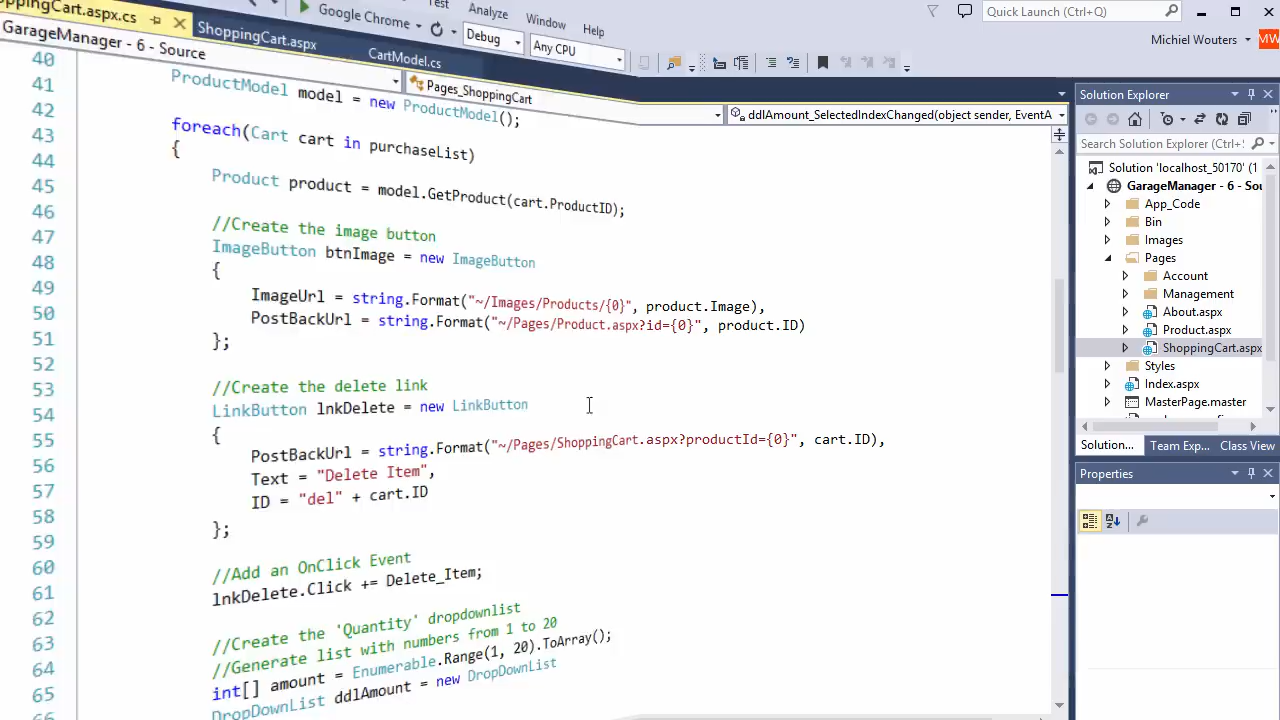 Test
Analyze
Window
Help
Google Chrome
Debug
Any CPU
Quick Launch (Ctrl+Q)
Michiel Wouters
MW
ShoppingCart.aspx
CartModel.cs
GarageManager - 6 - Source
Pages_ShoppingCart
ddlAmount_SelectedIndexChanged(object sender, EventA
40
41 ProductModel model = new ProductModel();
42
43 foreach(Cart cart in purchaseList)
44 {
45 Product product = model.GetProduct(cart.ProductID);
46
47 //Create the image button
48 ImageButton btnImage = new ImageButton
49 {
50 ImageUrl = string.Format("~/Images/Products/{0}", product.Image),
51 PostBackUrl = string.Format("~/Pages/Product.aspx?id={0}", product.ID)
52 };
53
54 //Create the delete link
55 LinkButton lnkDelete = new LinkButton
56 {
57 PostBackUrl = string.Format("~/Pages/ShoppingCart.aspx?productId={0}", cart.ID),
58 Text = "Delete Item",
59 ID = "del" + cart.ID
60 };
61
62 //Add an OnClick Event
63 lnkDelete.Click += Delete_Item;
64
65 //Create the 'Quantity' dropdownlist
//Generate list with numbers from 1 to 20
int[] amount = Enumerable.Range(1, 20).ToArray();
DropDownList ddlAmount = new DropDownList
Solution Explorer
Search Solution Explorer (Ctrl+
Solution 'localhost_50170' (1
GarageManager - 6 - Sou
App_Code
Bin
Images
Pages
Account
Management
About.aspx
Product.aspx
ShoppingCart.aspx
Styles
Index.aspx
MasterPage.master
Solution...
Team Exp...
Class View
Properties